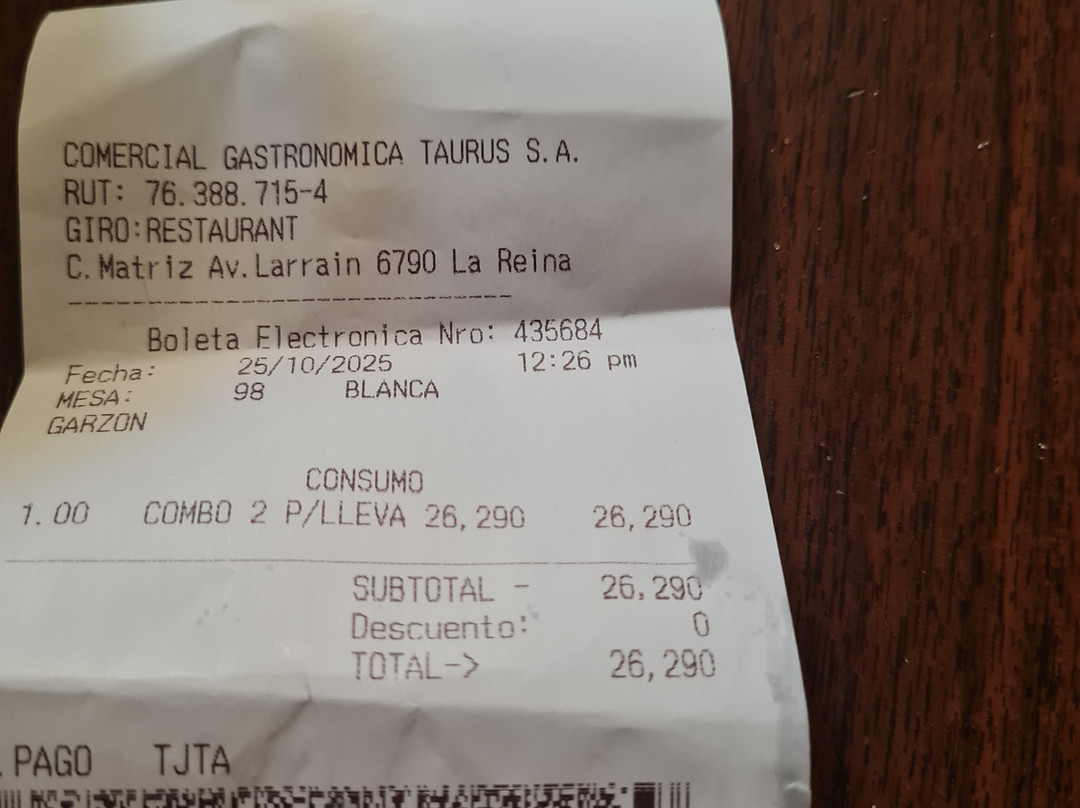 COMERCIAL GASTRONOMICA TAURUS S.A.
RUT: 76.388.715-4
GIRO:RESTAURANT
C.Matriz Av.Larrain 6790 La Reina
Boleta Electronica Nro: 435684
Fecha: 25/10/2025 12:26 pm
MESA: 98 BLANCA
GARZON
CONSUMO
1.00 COMBO 2 P/LLEVA 26,290 26,290
SUBTOTAL - 26,290
Descuento: 0
TOTAL-> 26,290
. PAGO TJTA